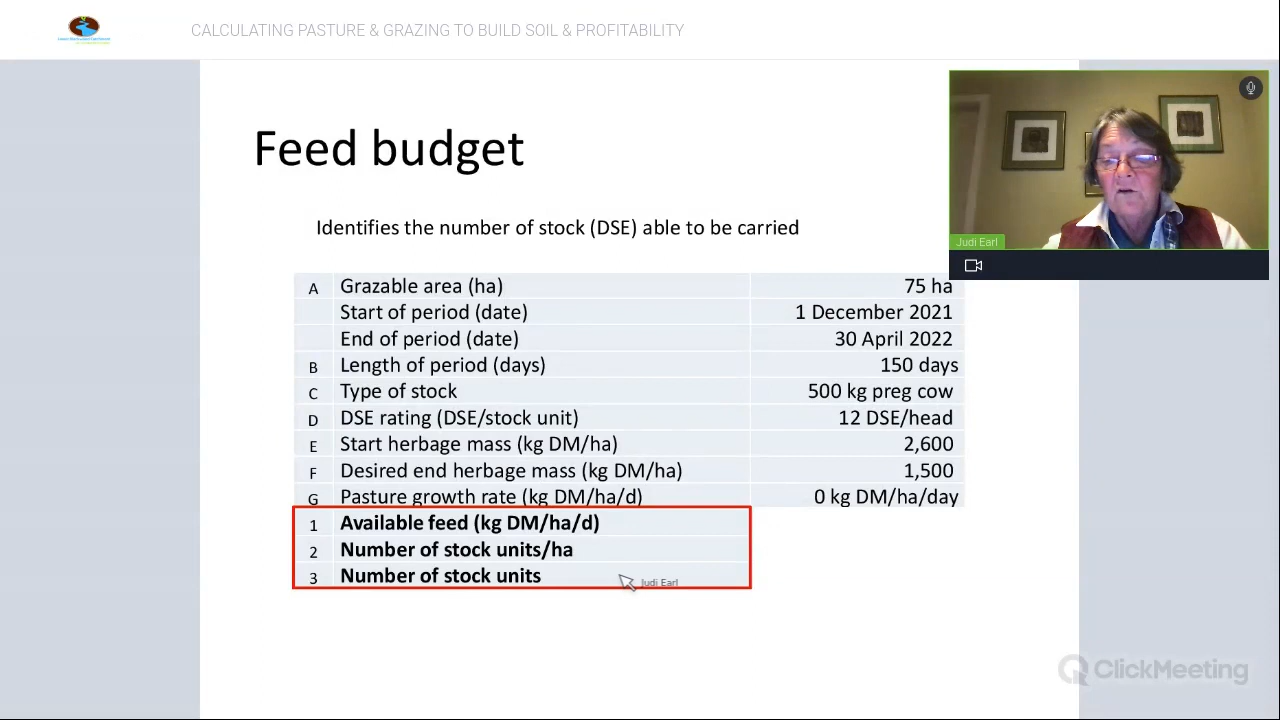 CALCULATING PASTURE & GRAZING TO BUILD SOIL & PROFITABILITY
Feed budget
Identifies the number of stock (DSE) able to be carried
A Grazable area (ha) 75 ha
Start of period (date) 1 December 2021
End of period (date) 30 April 2022
B Length of period (days) 150 days
C Type of stock 500 kg preg cow
D DSE rating (DSE/stock unit) 12 DSE/head
E Start herbage mass (kg DM/ha) 2,600
F Desired end herbage mass (kg DM/ha) 1,500
G Pasture growth rate (kg DM/ha/d) 0 kg DM/ha/day
1 Available feed (kg DM/ha/d)
2 Number of stock units/ha
3 Number of stock units
Judi Earl
Judi Earl
ClickMeeting